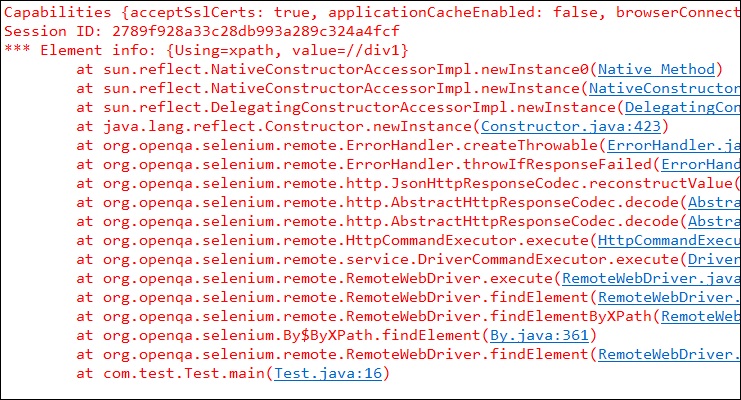 Capabilities {acceptSslCerts: true, applicationCacheEnabled: false, browserConnect
Session ID: 2789f928a33c28db993a289c324a4fcf
*** Element info: {Using=xpath, value=//div1}
at sun.reflect.NativeConstructorAccessorImpl.newInstance0(Native Method)
at sun.reflect.NativeConstructorAccessorImpl.newInstance(NativeConstructor
at sun.reflect.DelegatingConstructorAccessorImpl.newInstance(DelegatingCon
at java.lang.reflect.Constructor.newInstance(Constructor.java:423)
at org.openqa.selenium.remote.ErrorHandler.createThrowable(ErrorHandler.ja
at org.openqa.selenium.remote.ErrorHandler.throwIfResponseFailed(ErrorHand
at org.openqa.selenium.remote.http.JsonHttpResponseCodec.reconstructValue(
at org.openqa.selenium.remote.http.AbstractHttpResponseCodec.decode(Abstra
at org.openqa.selenium.remote.http.AbstractHttpResponseCodec.decode(Abstra
at org.openqa.selenium.remote.HttpCommandExecutor.execute(HttpCommandExecu
at org.openqa.selenium.remote.service.DriverCommandExecutor.execute(Driver
at org.openqa.selenium.remote.RemoteWebDriver.execute(RemoteWebDriver.java
at org.openqa.selenium.remote.RemoteWebDriver.findElement(RemoteWebDriver.
at org.openqa.selenium.remote.RemoteWebDriver.findElementByXPath(RemoteWeb
at org.openqa.selenium.By$ByXPath.findElement(By.java:361)
at org.openqa.selenium.remote.RemoteWebDriver.findElement(RemoteWebDriver.
at com.test.Test.main(Test.java:16)